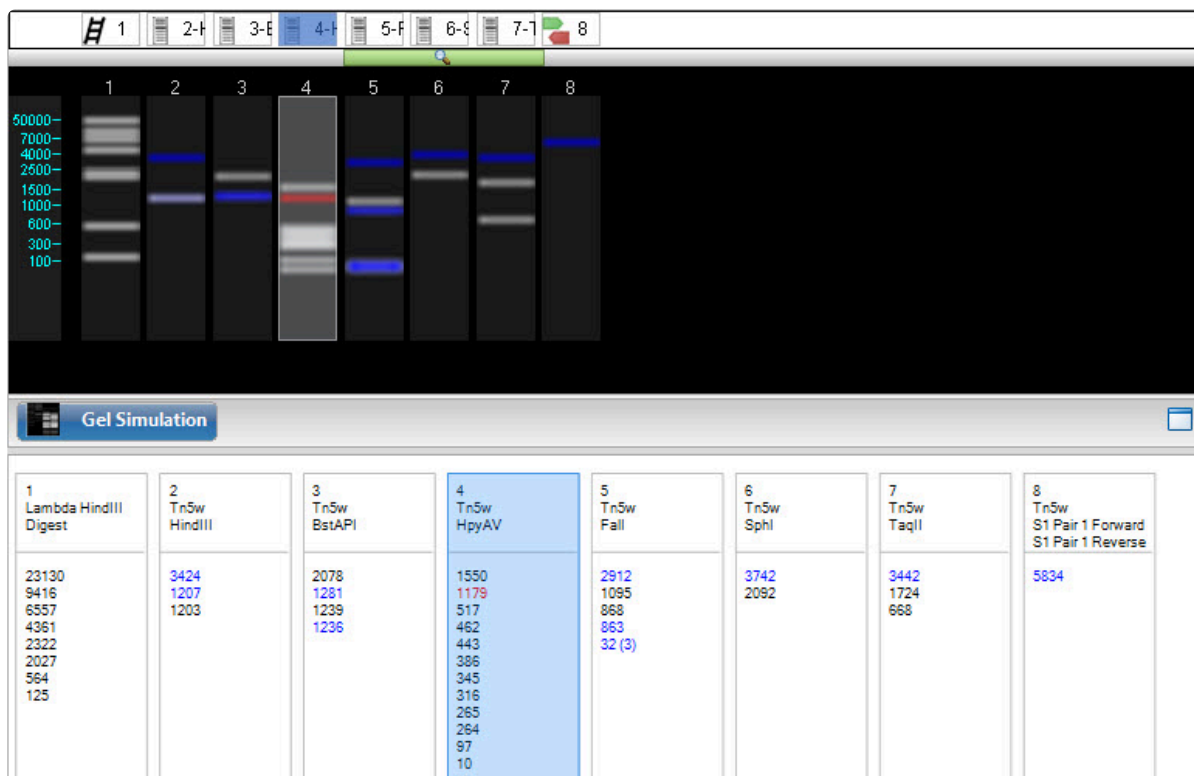 1
2-H
3-E
4-H
5-F
6-S
7-T
8
1 2 3 4 5 6 7 8
50000
7000
4000
2500
1500
1000
600
300
100
Gel Simulation
1
Lambda HindIII
Digest
23130
9416
6557
4361
2322
2027
564
125
2
Tn5w
HindIII
3424
1207
1203
3
Tn5w
BstAPI
2078
1281
1239
1236
4
Tn5w
HpyAV
1550
1179
517
462
443
386
345
316
265
264
97
10
5
Tn5w
FalI
2912
1095
868
863
32 (3)
6
Tn5w
SphI
3742
2092
7
Tn5w
TaqII
3442
1724
668
8
Tn5w
S1 Pair 1 Forward
S1 Pair 1 Reverse
5834